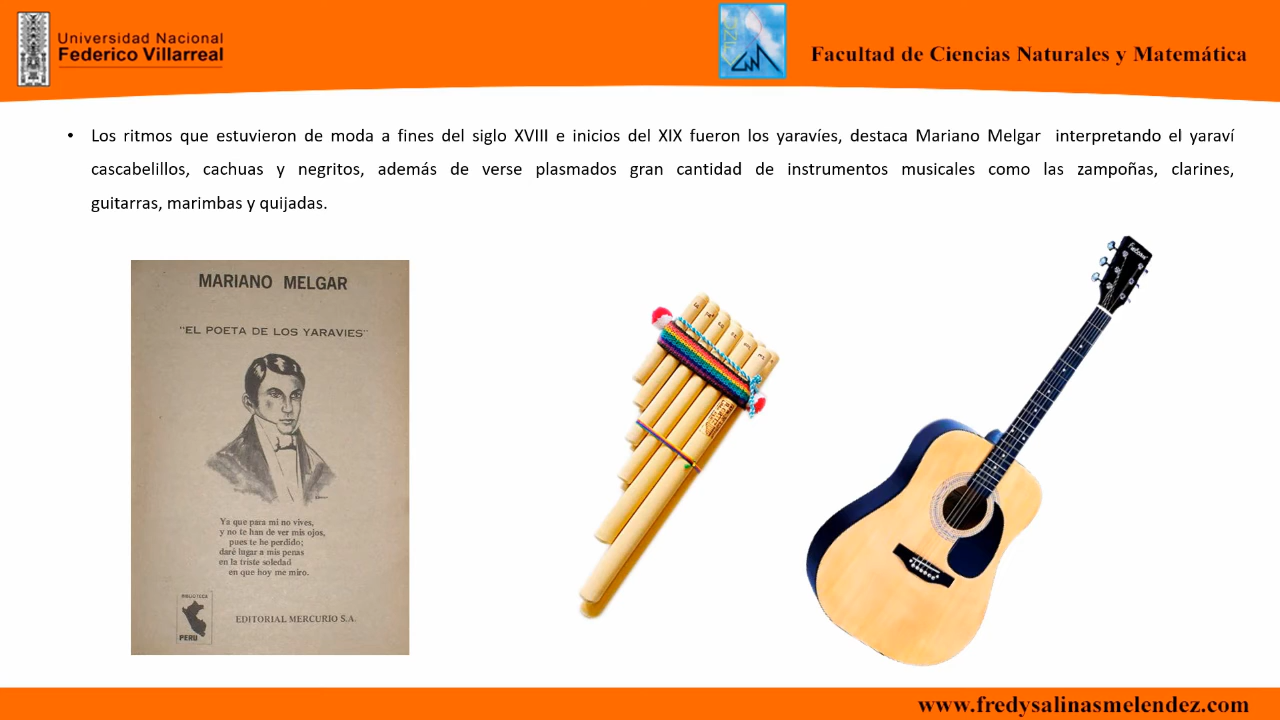 Universidad Nacional
Federico Villarreal
Facultad de Ciencias Naturales y Matemática
• Los ritmos que estuvieron de moda a fines del siglo XVIII e inicios del XIX fueron los yaravíes, destaca Mariano Melgar interpretando el yaraví
cascabelillos, cachuas y negritos, además de verse plasmados gran cantidad de instrumentos musicales como las zampoñas, clarines,
guitarras, marimbas y quijadas.
MARIANO MELGAR
"EL POETA DE LOS YARAVIES"
Ya que para mi no vives,
y no te han de ver mis ojos,
pues te he perdido;
daré lugar a mis penas
en la triste soledad
en que hoy me miro.
BIBLIOTECA
PERU
EDITORIAL MERCURIO S.A.
www.fredysalinasmelendez.com